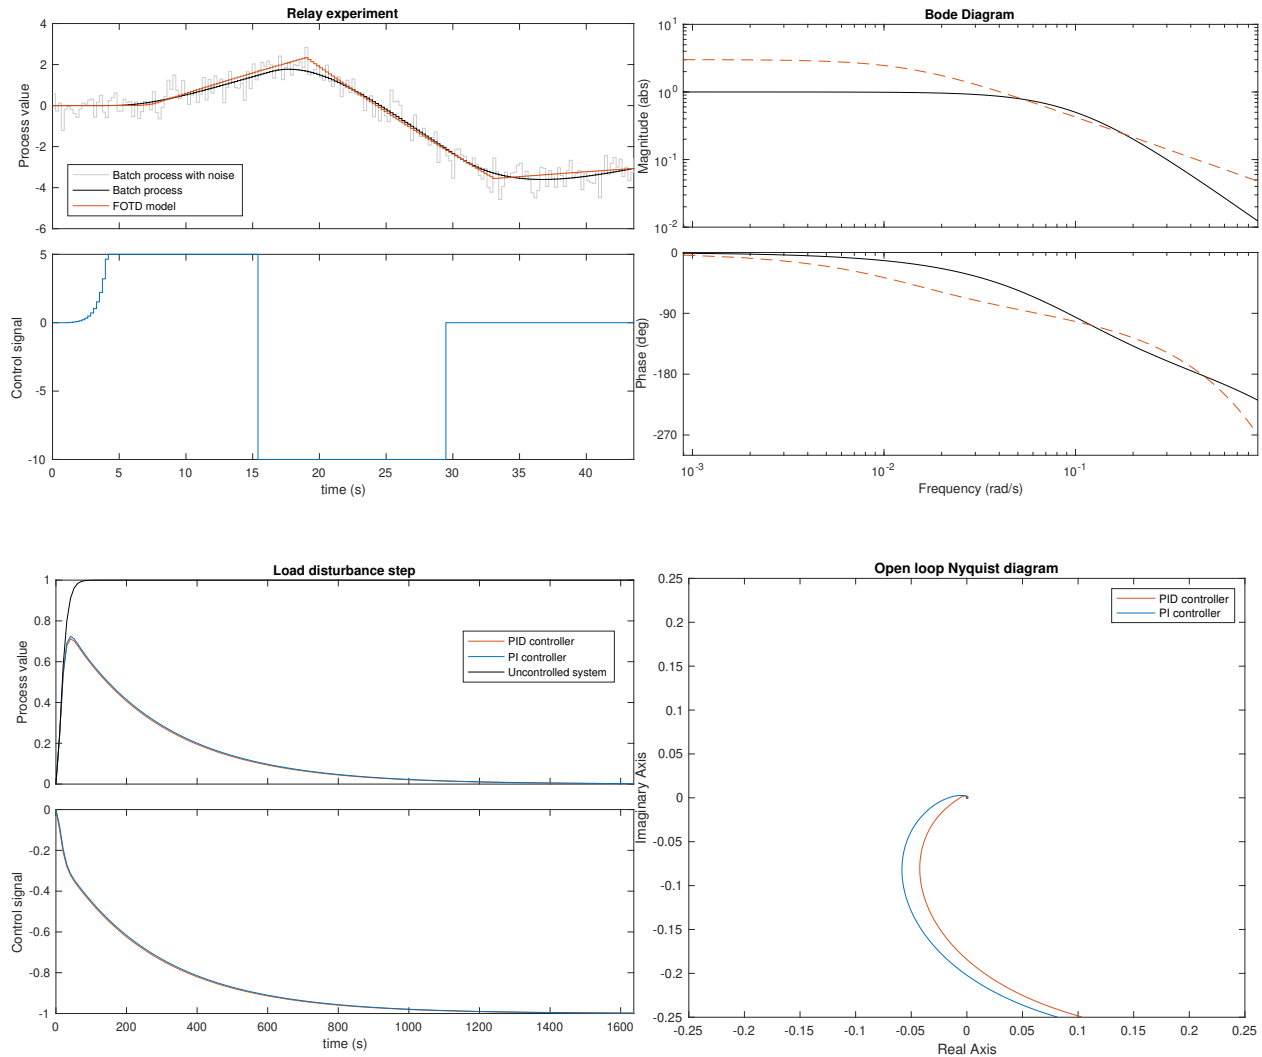 Relay experiment
4
2
0
-2
-4
-6
Process value
Batch process with noise
Batch process
FOTD model
5
0
-5
-10
Control signal
0 5 10 15 20 25 30 35 40
time (s)
Bode Diagram
10^1
10^0
10^-1
10^-2
Magnitude (abs)
0
-90
-180
-270
Phase (deg)
10^-3 10^-2 10^-1
Frequency (rad/s)
Load disturbance step
1
0.8
0.6
0.4
0.2
0
Process value
PID controller
PI controller
Uncontrolled system
0
-0.2
-0.4
-0.6
-0.8
-1
Control signal
0 200 400 600 800 1000 1200 1400 1600
time (s)
Open loop Nyquist diagram
0.25
0.2
0.15
0.1
0.05
0
-0.05
-0.1
-0.15
-0.2
-0.25
Imaginary Axis
PID controller
PI controller
-0.25 -0.2 -0.15 -0.1 -0.05 0 0.05 0.1 0.15 0.2 0.25
Real Axis